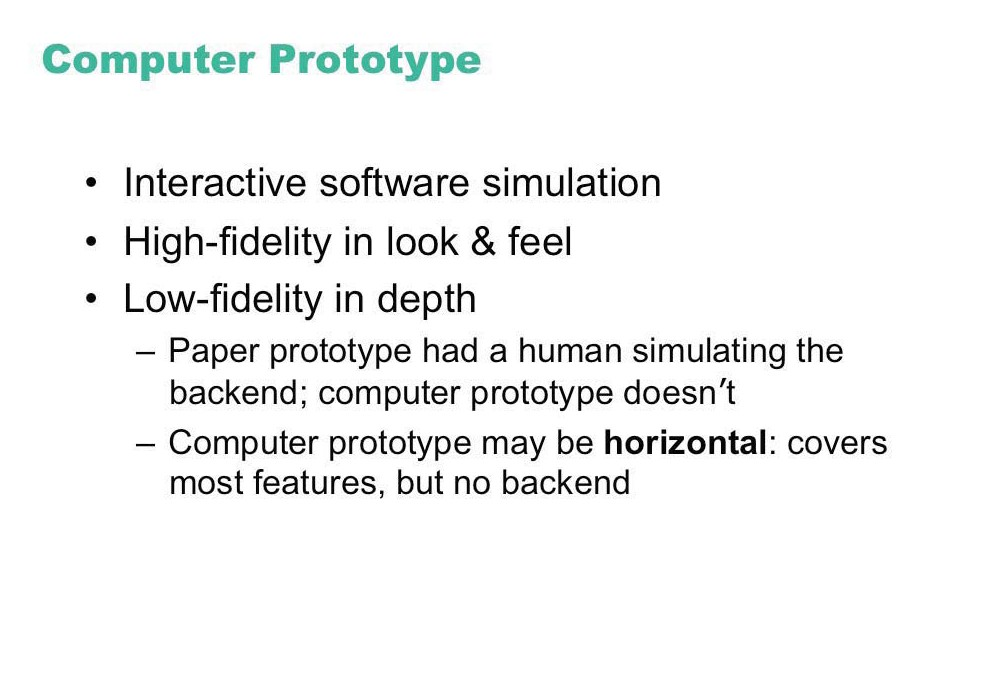 Computer Prototype
• Interactive software simulation
• High-fidelity in look & feel
• Low-fidelity in depth
– Paper prototype had a human simulating the
backend; computer prototype doesn′t
– Computer prototype may be horizontal: covers
most features, but no backend